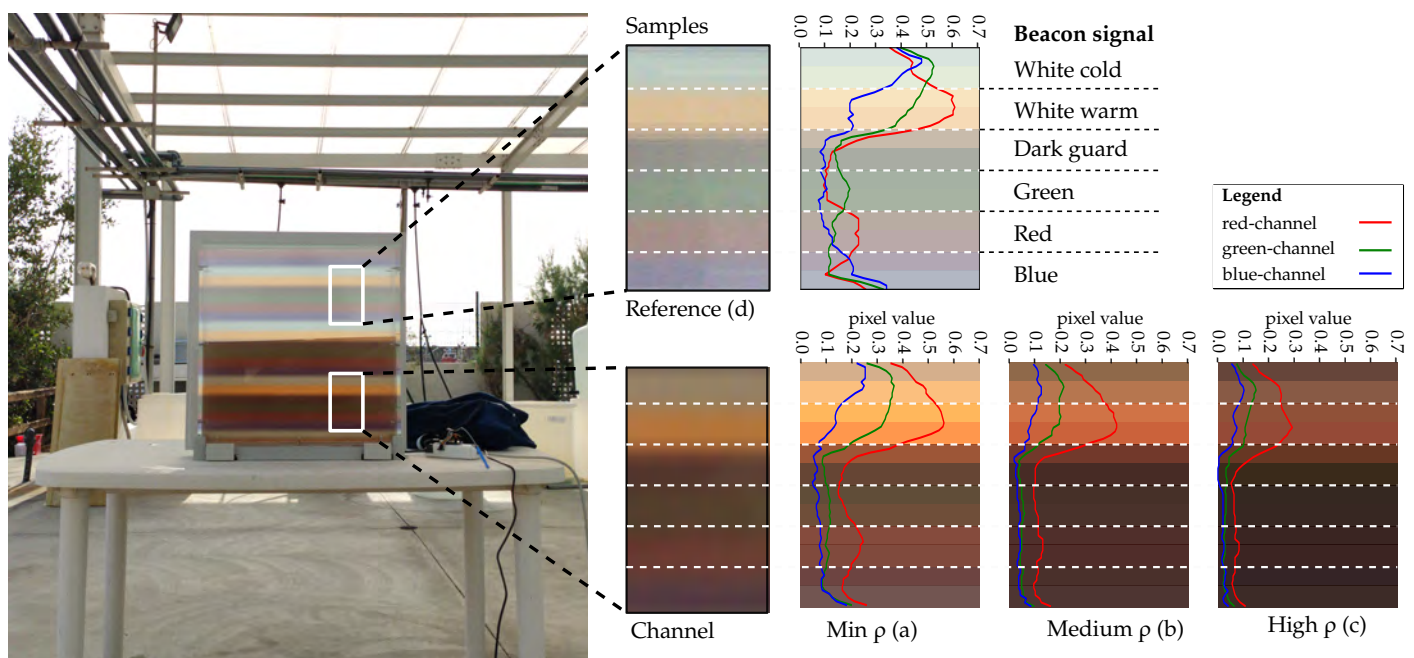 Samples
0.0 0.1 0.2 0.3 0.4 0.5 0.6 0.7
Beacon signal
White cold
White warm
Dark guard
Green
Red
Blue
Legend
red-channel
green-channel
blue-channel
Reference (d)
pixel value
pixel value
pixel value
0.0 0.1 0.2 0.3 0.4 0.5 0.6 0.7
0.0 0.1 0.2 0.3 0.4 0.5 0.6 0.7
0.0 0.1 0.2 0.3 0.4 0.5 0.6 0.7
Channel
Min ρ (a)
Medium ρ (b)
High ρ (c)